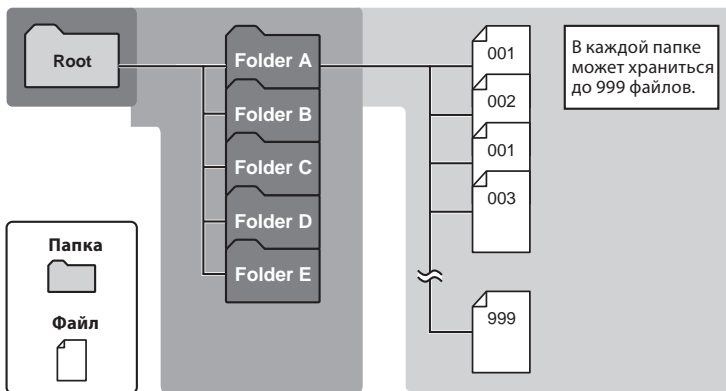 Root
Folder A
Folder B
Folder C
Folder D
Folder E
001
002
001
003
999
В каждой папке
может храниться
до 999 файлов.
Папка
Файл